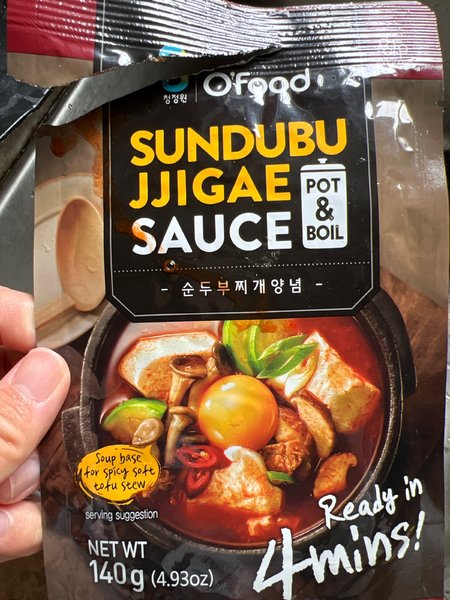 청정원 O'Food
SUNDUBU
JJIGAE
SAUCE
POT
&
BOIL
- 순두부찌개양념 -
Soup base
for spicy soft
tofu stew
serving suggestion
Ready in
4mins!
NET WT
140g (4.93oz)